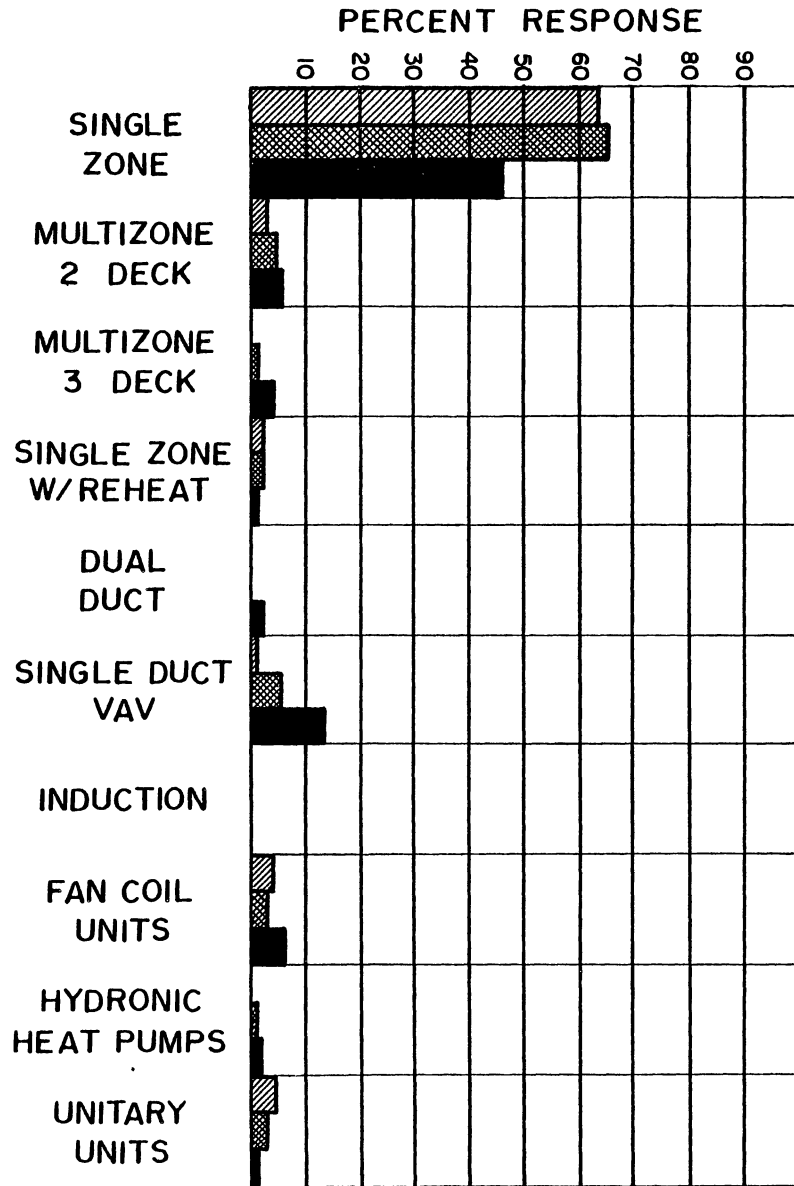 PERCENT RESPONSE
10 20 30 40 50 60 70 80 90
SINGLE
ZONE
MULTIZONE
2 DECK
MULTIZONE
3 DECK
SINGLE ZONE
W/REHEAT
DUAL
DUCT
SINGLE DUCT
VAV
INDUCTION
FAN COIL
UNITS
HYDRONIC
HEAT PUMPS
UNITARY
UNITS